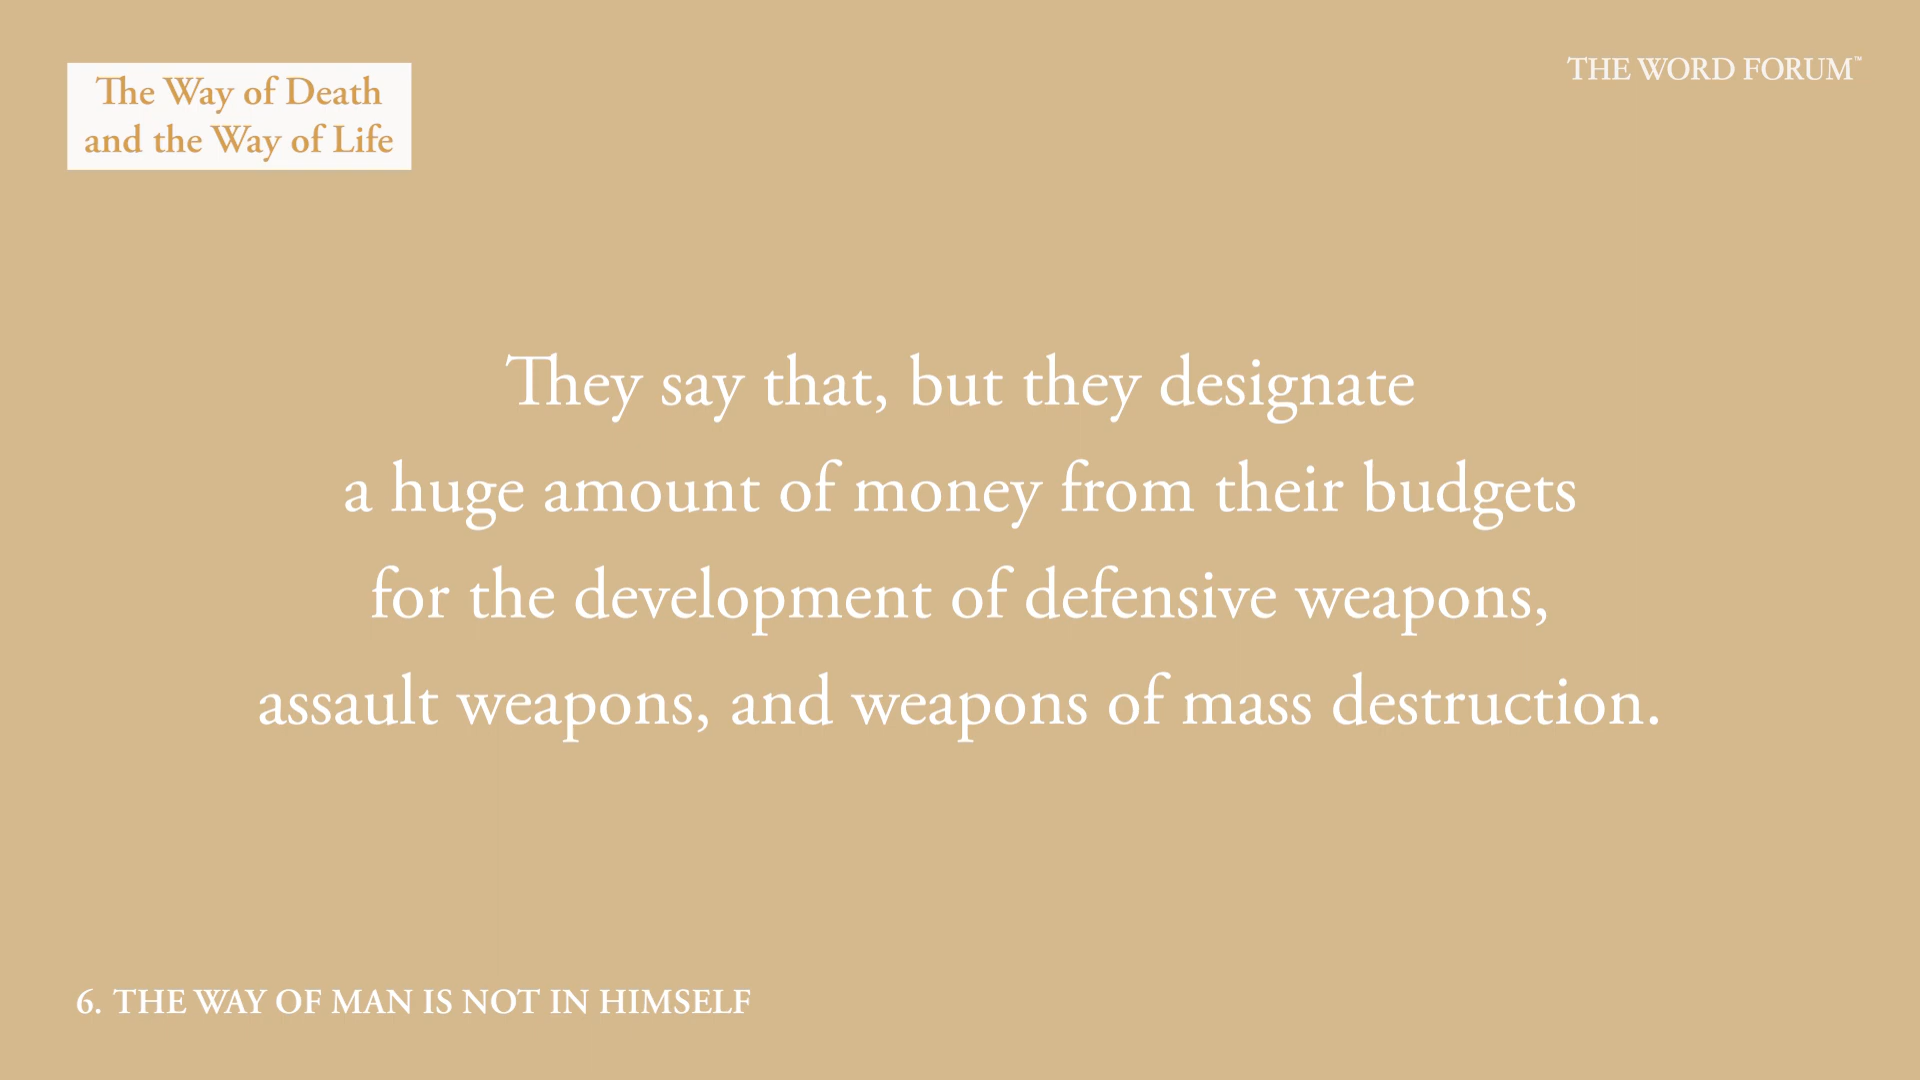 The Way of Death
and the Way of Life
THE WORD FORUM™
They say that, but they designate
a huge amount of money from their budgets
for the development of defensive weapons,
assault weapons, and weapons of mass destruction.
6. THE WAY OF MAN IS NOT IN HIMSELF